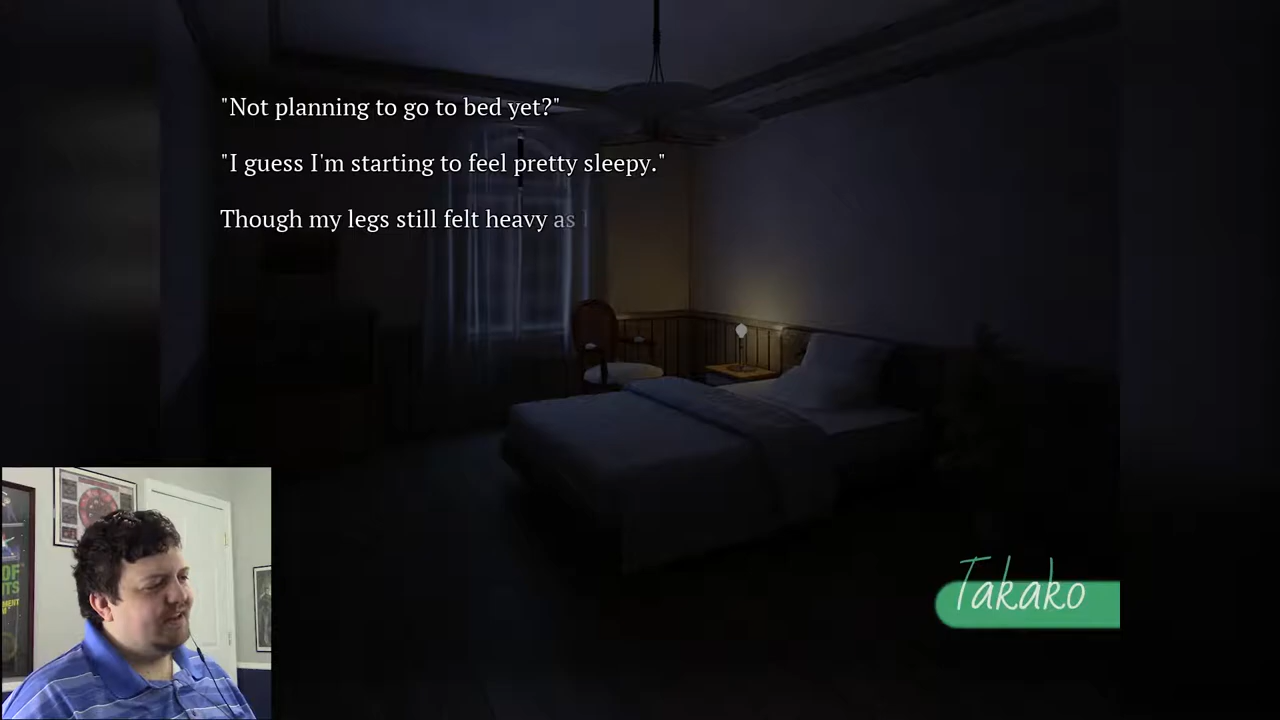 "Not planning to go to bed yet?"
"I guess I'm starting to feel pretty sleepy."
Though my legs still felt heavy as
Takako